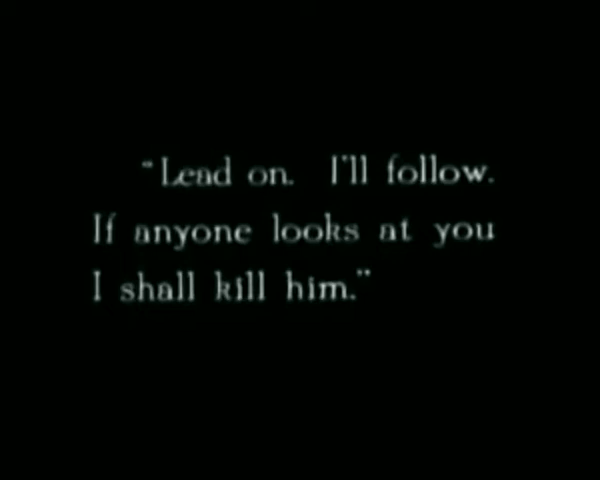 "Lead on. I'll follow.
If anyone looks at you
I shall kill him."